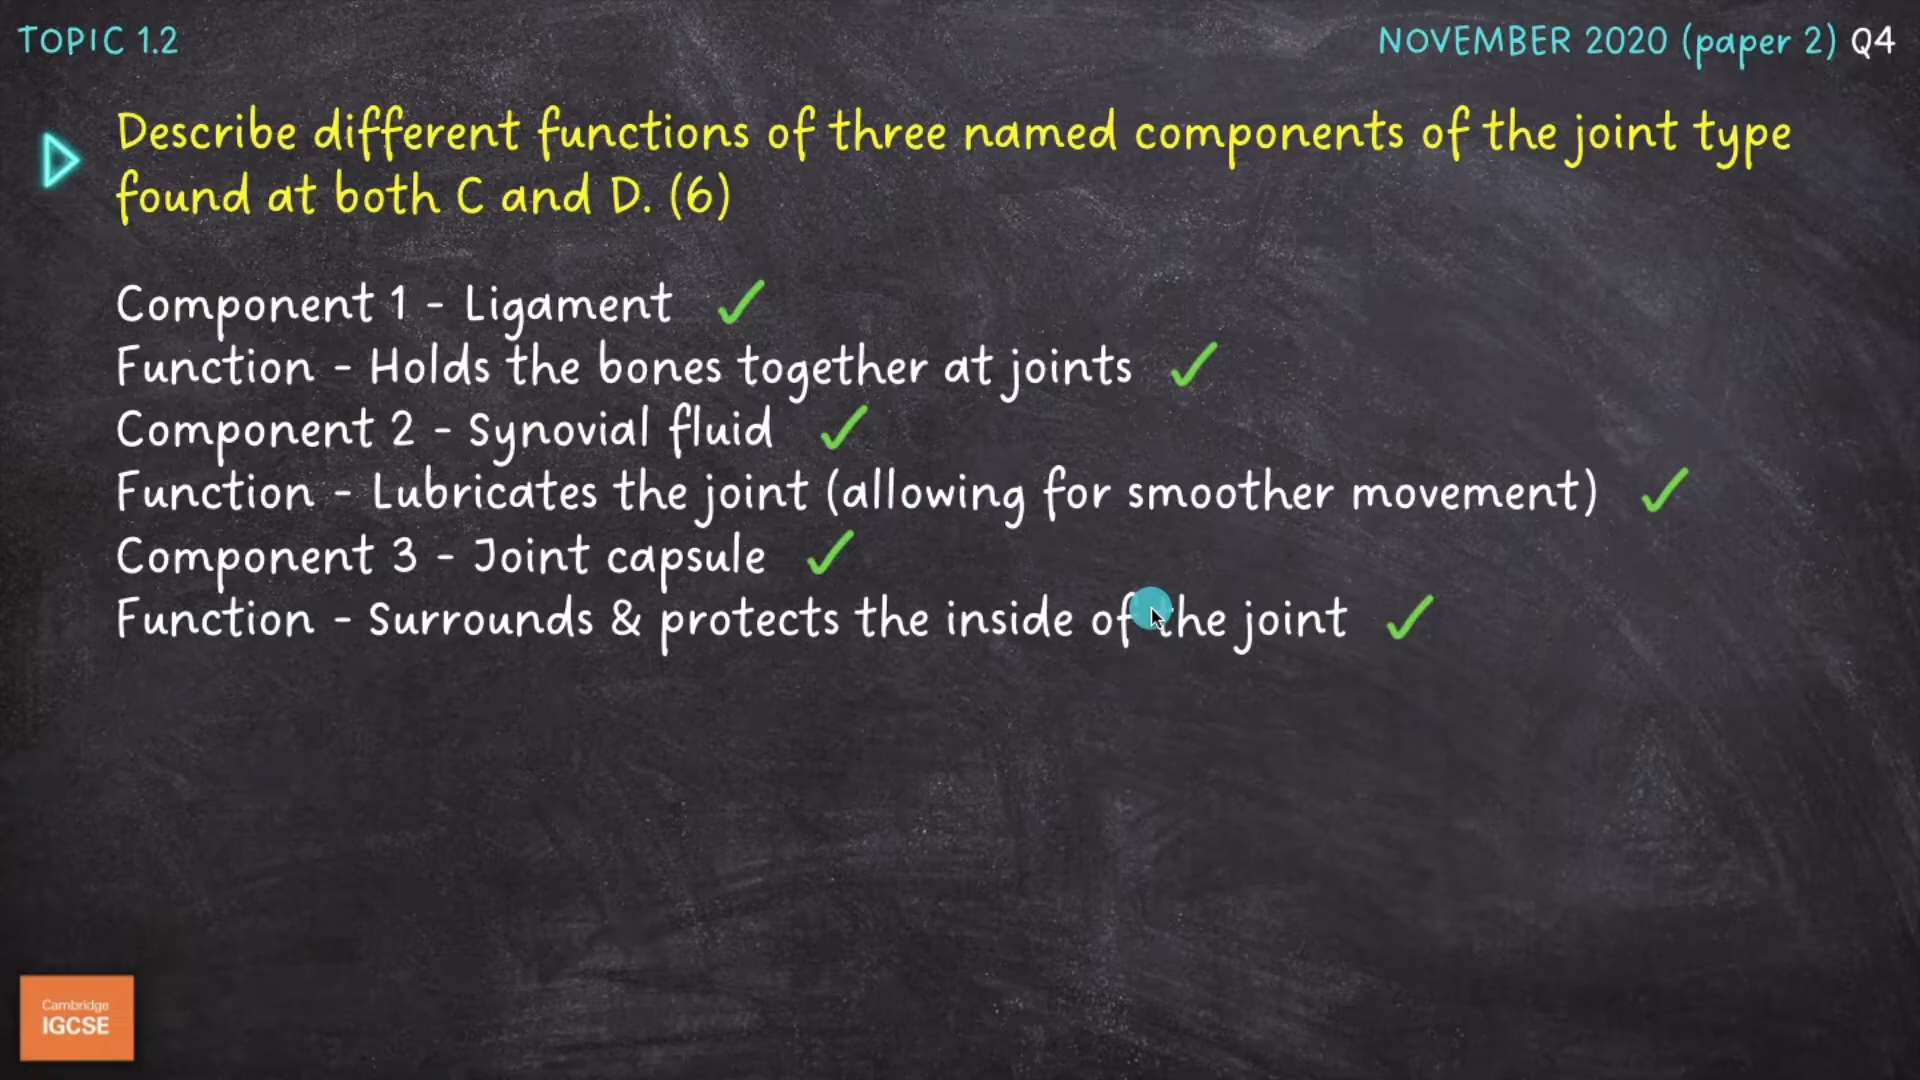 TOPIC 1.2
NOVEMBER 2020 (paper 2) Q4
Describe different functions of three named components of the joint type
found at both C and D. (6)
Component 1 - Ligament
Function - Holds the bones together at joints
Component 2 - Synovial fluid
Function - Lubricates the joint (allowing for smoother movement)
Component 3 - Joint capsule
Function - Surrounds & protects the inside of the joint
Cambridge
IGCSE